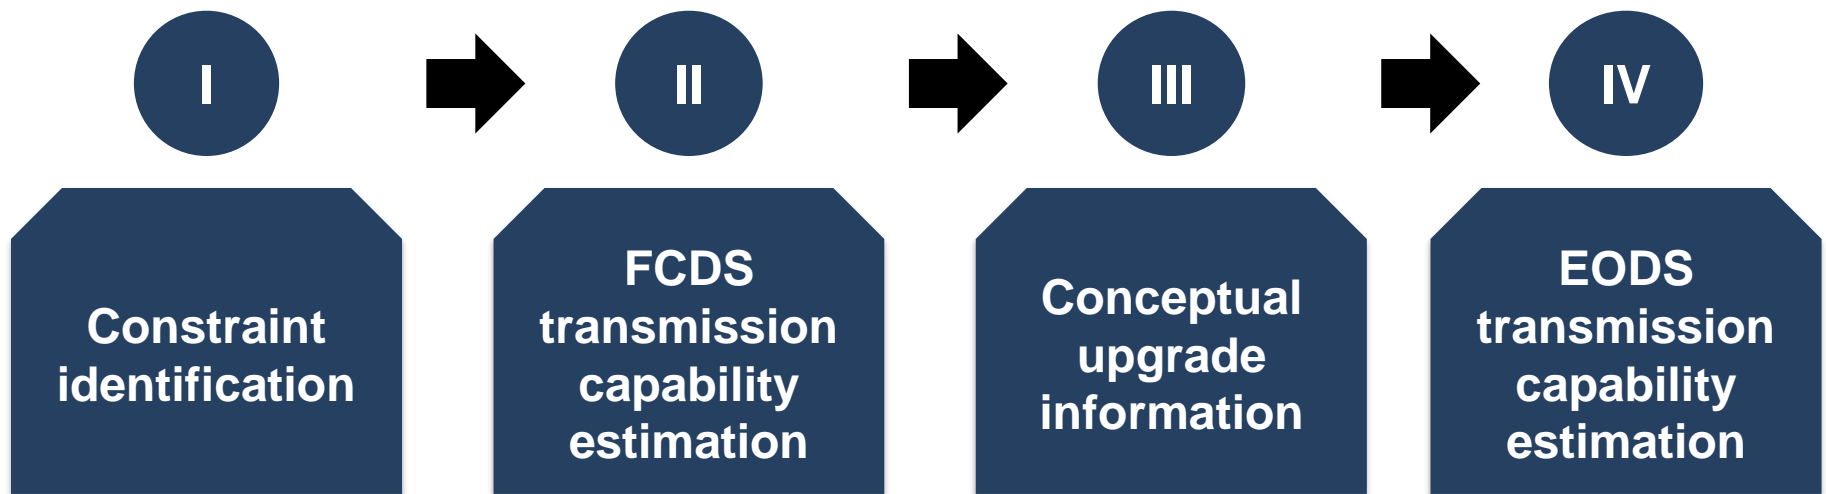 I
II
III
IV
Constraint
identification
FCDS
transmission
capability
estimation
Conceptual
upgrade
information
EODS
transmission
capability
estimation